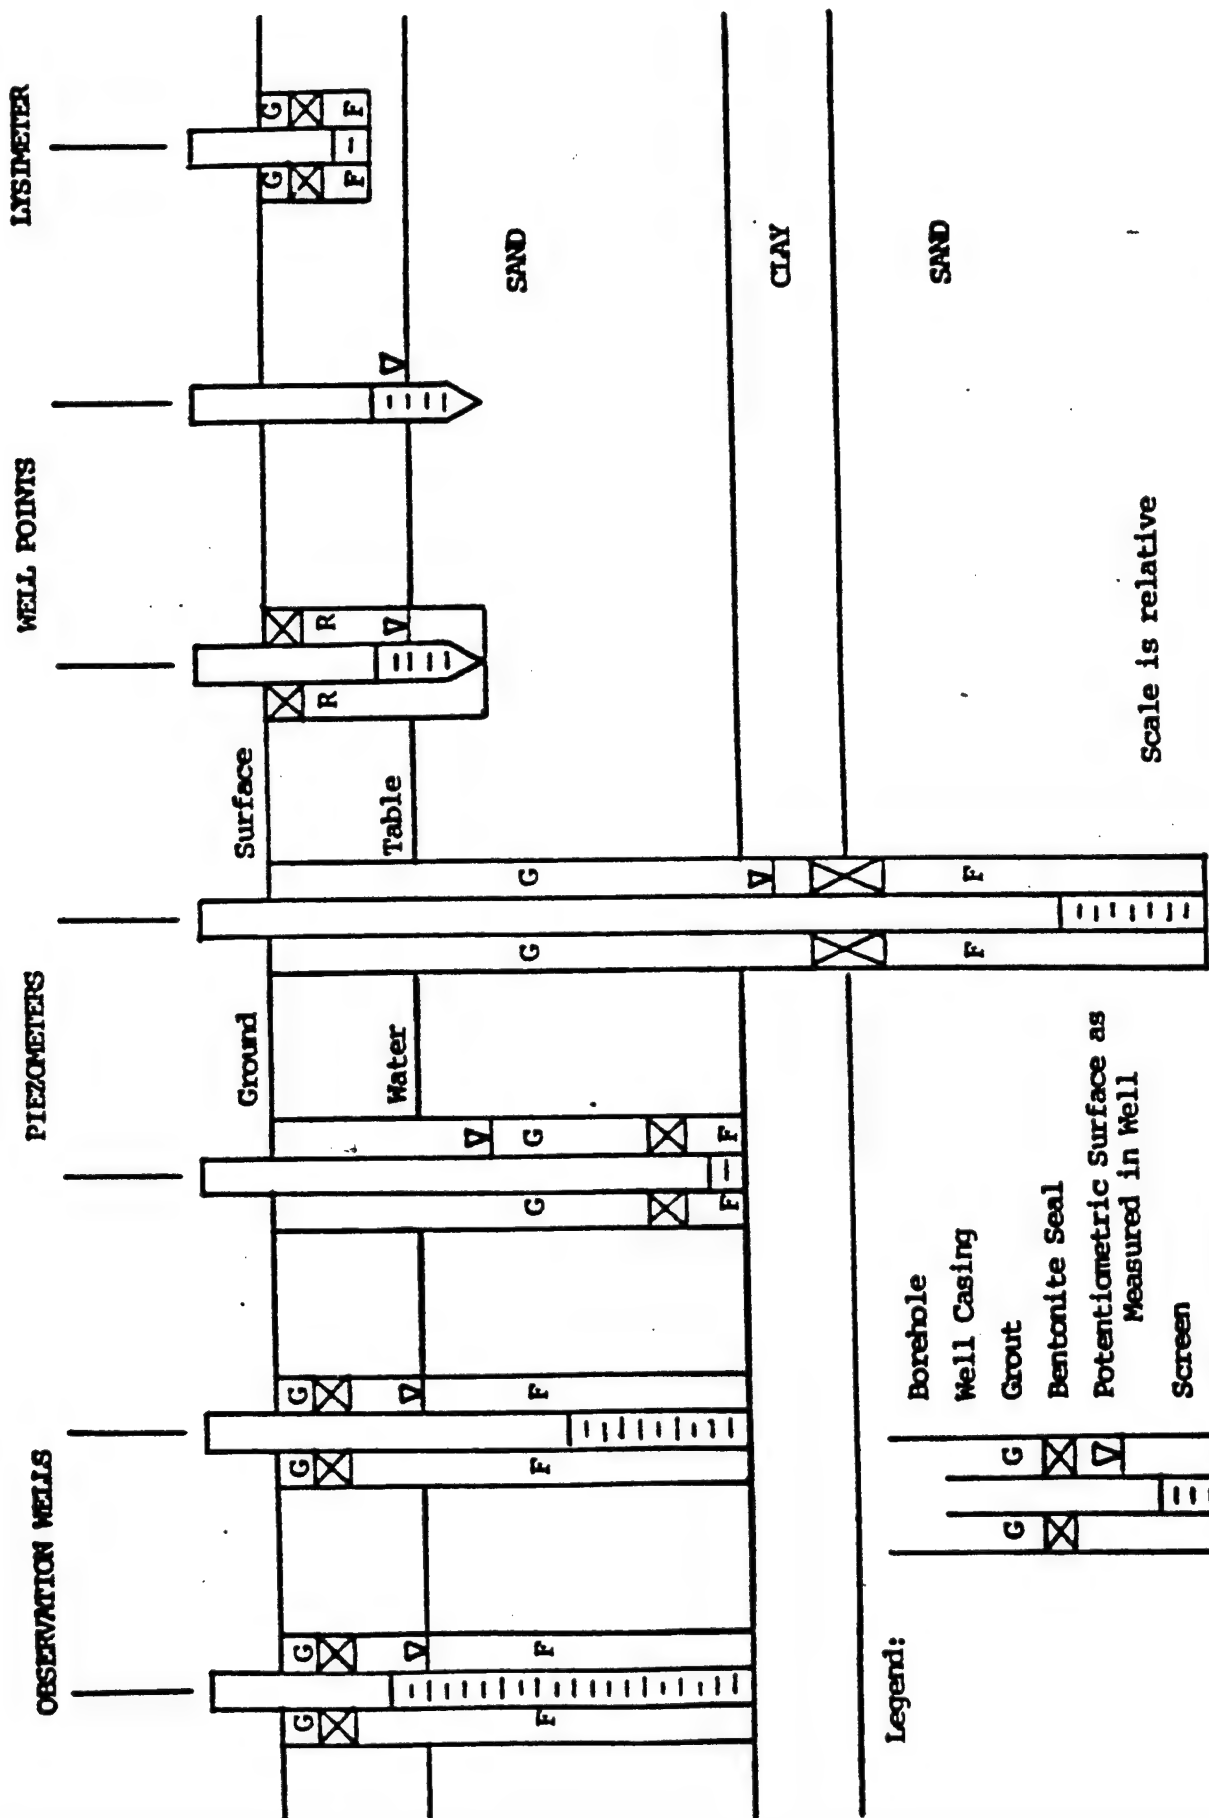 OBSERVATION WELLS PIEZOMETERS WELL POINTS LYSIMETER
Ground Surface
G G G G G G
R R F F
Water Table
F F F F G G G G SAND
F F
CLAY
SAND
F F
Legend:
Borehole
Well Casing
G G Grout
Bentonite Seal
Potentiometric Surface as
Measured in Well
Screen
Scale is relative